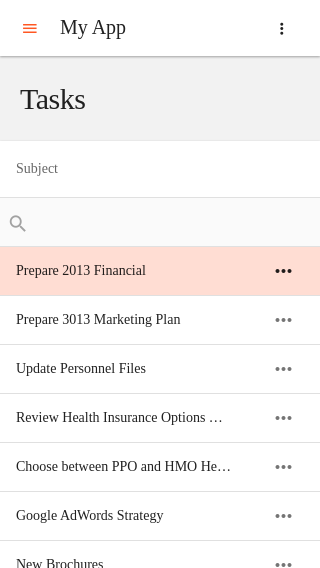 My App
Tasks
Subject
Prepare 2013 Financial
Prepare 3013 Marketing Plan
Update Personnel Files
Review Health Insurance Options …
Choose between PPO and HMO He…
Google AdWords Strategy
New Brochures